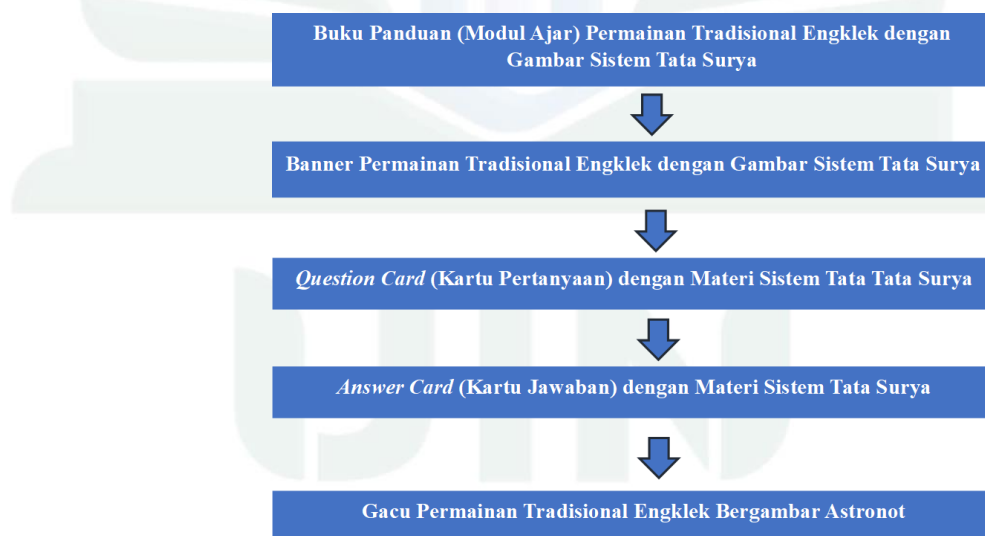 Buku Panduan (Modul Ajar) Permainan Tradisional Engklek dengan
Gambar Sistem Tata Surya
Banner Permainan Tradisional Engklek dengan Gambar Sistem Tata Surya
Question Card (Kartu Pertanyaan) dengan Materi Sistem Tata Tata Surya
Answer Card (Kartu Jawaban) dengan Materi Sistem Tata Surya
Gacu Permainan Tradisional Engklek Bergambar Astronot
UIN